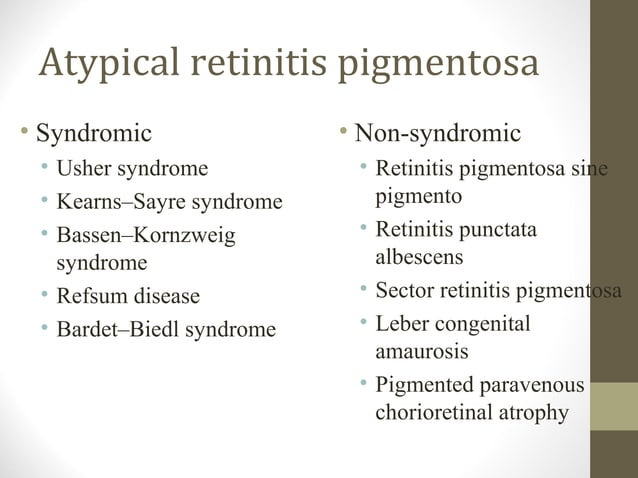 Atypical retinitis pigmentosa
• Syndromic
• Usher syndrome
• Kearns–Sayre syndrome
• Bassen–Kornzweig
syndrome
• Refsum disease
• Bardet–Biedl syndrome
• Non-syndromic
• Retinitis pigmentosa sine
pigmento
• Retinitis punctata
albescens
• Sector retinitis pigmentosa
• Leber congenital
amaurosis
• Pigmented paravenous
chorioretinal atrophy